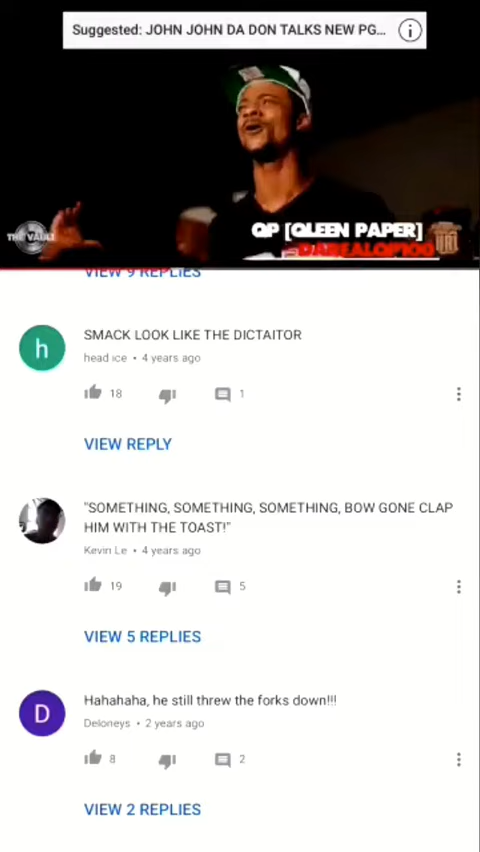 Suggested: JOHN JOHN DA DON TALKS NEW PG...
THE VAULT
QP [QLEEN PAPER]
DAREALQP100
VIEW 9 REPLIES
SMACK LOOK LIKE THE DICTAITOR
head ice • 4 years ago
18
1
VIEW REPLY
"SOMETHING, SOMETHING, SOMETHING, BOW GONE CLAP
HIM WITH THE TOAST!"
Kevin Le • 4 years ago
19
5
VIEW 5 REPLIES
Hahahaha, he still threw the forks down!!!
Deloneys • 2 years ago
8
2
VIEW 2 REPLIES
h
D